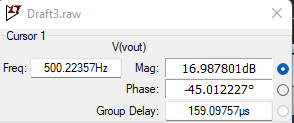 Draft3.raw
Cursor 1
V(vout)
Freq: 500.22357Hz Mag: 16.987801dB
Phase: -45.012227°
Group Delay: 159.09757µs